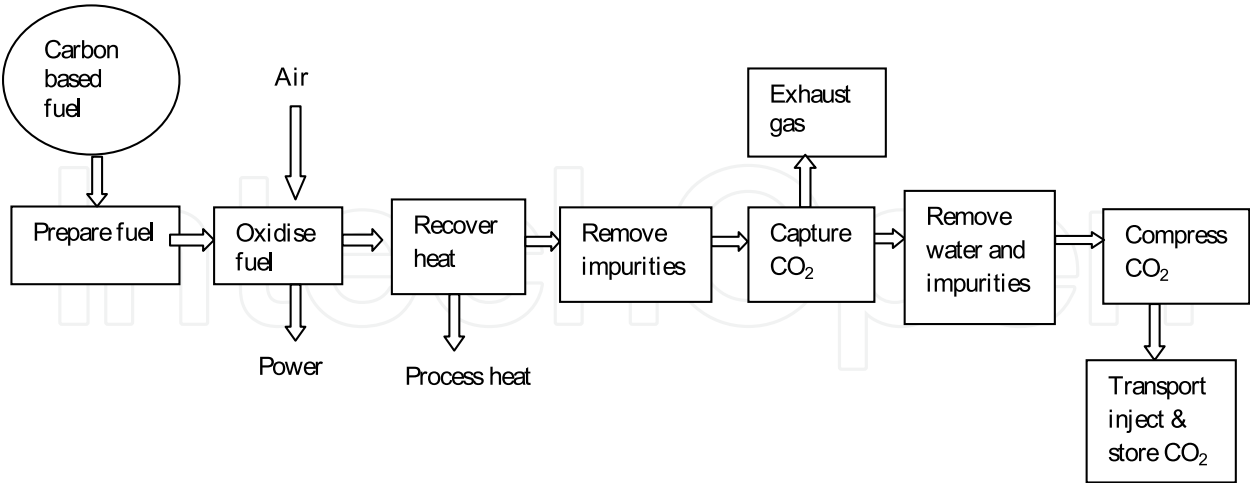 Carbon
based
fuel
Air
Exhaust
gas
Prepare fuel
Oxidise
fuel
Recover
heat
Remove
impurities
Capture
CO₂
Remove
water and
impurities
Compress
CO₂
Power
Process heat
Transport
inject &
store CO₂
IntechOpen